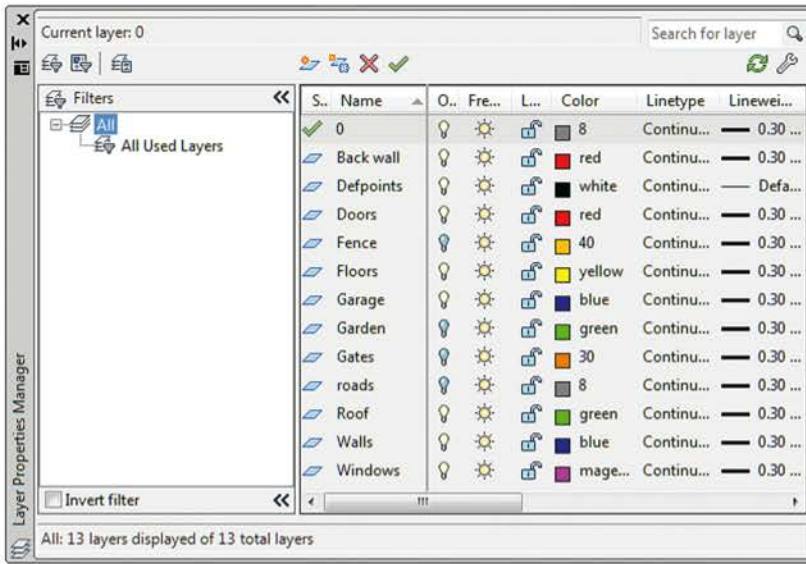 Current layer: 0
Search for layer
Filters
All
All Used Layers
Invert filter
S.. Name O.. Fre... L... Color Linetype Linewei...
0 8 Continu... 0.30 ...
Back wall red Continu... 0.30 ...
Defpoints white Continu... Defa...
Doors red Continu... 0.30 ...
Fence 40 Continu... 0.30 ...
Floors yellow Continu... 0.30 ...
Garage blue Continu... 0.30 ...
Garden green Continu... 0.30 ...
Gates 30 Continu... 0.30 ...
roads 8 Continu... 0.30 ...
Roof green Continu... 0.30 ...
Walls blue Continu... 0.30 ...
Windows mage... Continu... 0.30 ...
All: 13 layers displayed of 13 total layers
Layer Properties Manager